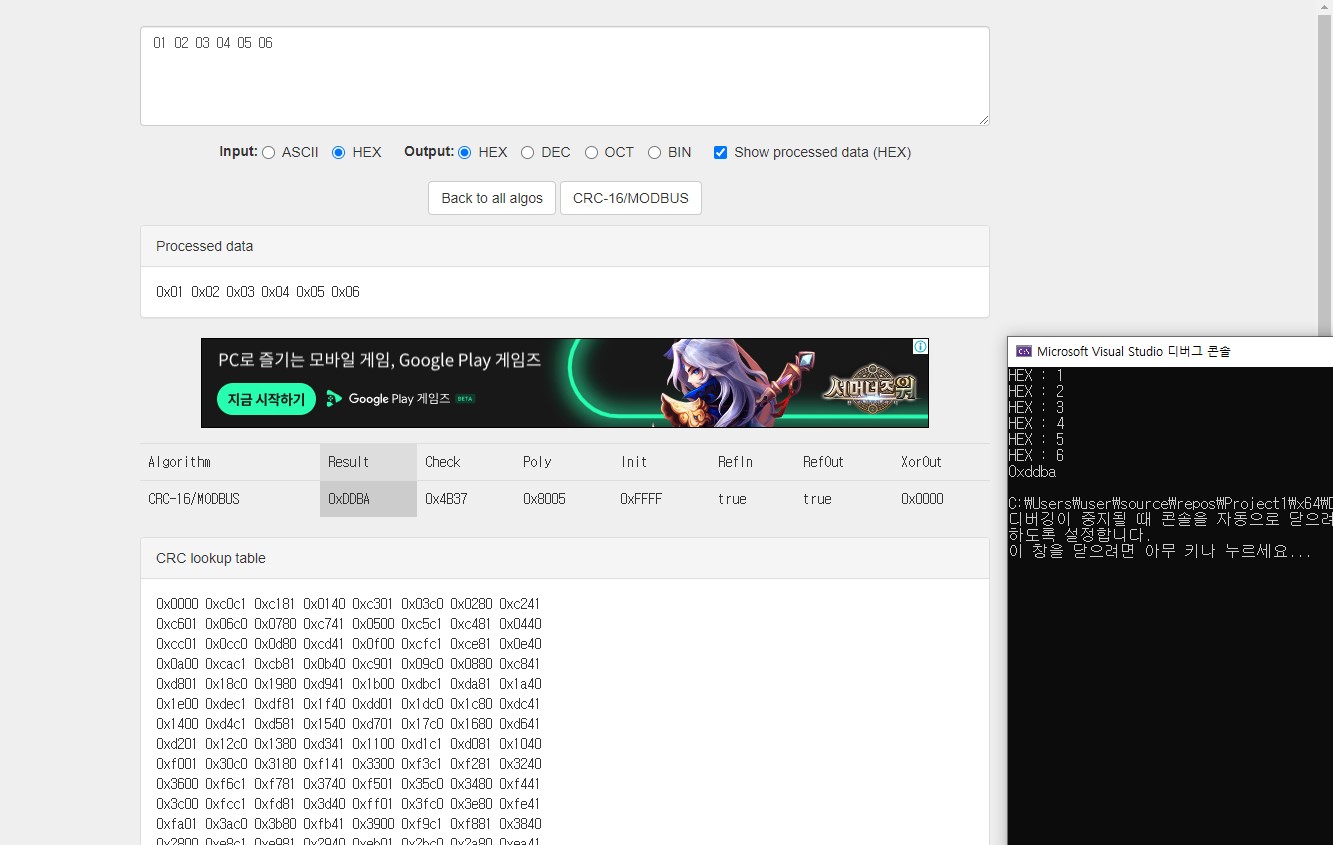 01 02 03 04 05 06
Input: ASCII HEX Output: HEX DEC OCT BIN Show processed data (HEX)
Back to all algos CRC-16/MODBUS
Processed data
0x01 0x02 0x03 0x04 0x05 0x06
PC로 즐기는 모바일 게임, Google Play 게임즈
지금 시작하기 Google Play 게임즈 BETA
서머너즈 워
Algorithm Result Check Poly Init RefIn RefOut XorOut
CRC-16/MODBUS 0xDDBA 0x4B37 0x8005 0xFFFF true true 0x0000
CRC lookup table
0x0000 0xc0c1 0xc181 0x0140 0xc301 0x03c0 0x0280 0xc241
0xc601 0x06c0 0x0780 0xc741 0x0500 0xc5c1 0xc481 0x0440
0xcc01 0x0cc0 0x0d80 0xcd41 0x0f00 0xcfc1 0xce81 0x0e40
0x0a00 0xcac1 0xcb81 0x0b40 0xc901 0x09c0 0x0880 0xc841
0xd801 0x18c0 0x1980 0xd941 0x1b00 0xdbc1 0xda81 0x1a40
0x1e00 0xdec1 0xdf81 0x1f40 0xdd01 0x1dc0 0x1c80 0xdc41
0x1400 0xd4c1 0xd581 0x1540 0xd701 0x17c0 0x1680 0xd641
0xd201 0x12c0 0x1380 0xd341 0x1100 0xd1c1 0xd081 0x1040
0xf001 0x30c0 0x3180 0xf141 0x3300 0xf3c1 0xf281 0x3240
0x3600 0xf6c1 0xf781 0x3740 0xf501 0x35c0 0x3480 0xf441
0x3c00 0xfcc1 0xfd81 0x3d40 0xff01 0x3fc0 0x3e80 0xfe41
0xfa01 0x3ac0 0x3b80 0xfb41 0x3900 0xf9c1 0xf881 0x3840
0x2800 0xe8c1 0xe981 0x2940 0xeb01 0x2bc0 0x2a80 0xea41
Microsoft Visual Studio 디버그 콘솔
HEX : 1
HEX : 2
HEX : 3
HEX : 4
HEX : 5
HEX : 6
0xddba
C:₩Users₩user₩source₩repos₩Project1₩x64₩D
디버깅이 중지될 때 콘솔을 자동으로 닫으려
하도록 설정합니다.
이 창을 닫으려면 아무 키나 누르세요...